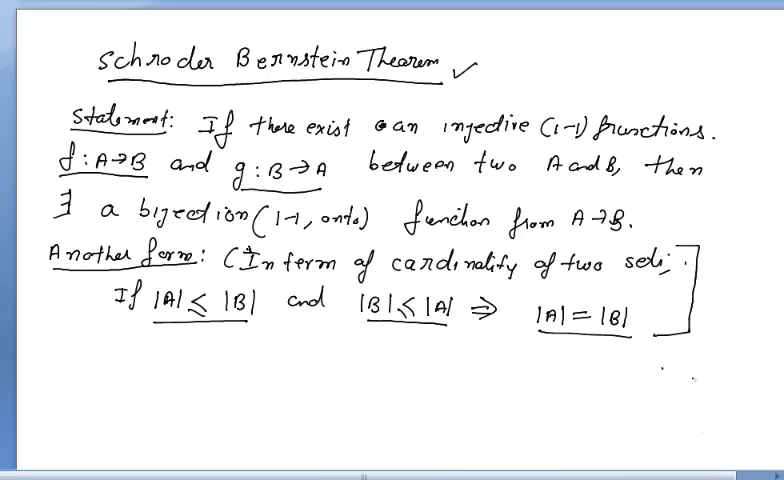 Schroder Bernstein Thearem
Statement: If there exist an injective (1-1) functions.
f : A→B and g : B→A between two A and B, then
∃ a bijection (1-1, onto) function from A→B.
Another form: (In term of cardinality of two sets;
If |A| ≤ |B| and |B| ≤ |A| ⇒ |A| = |B|